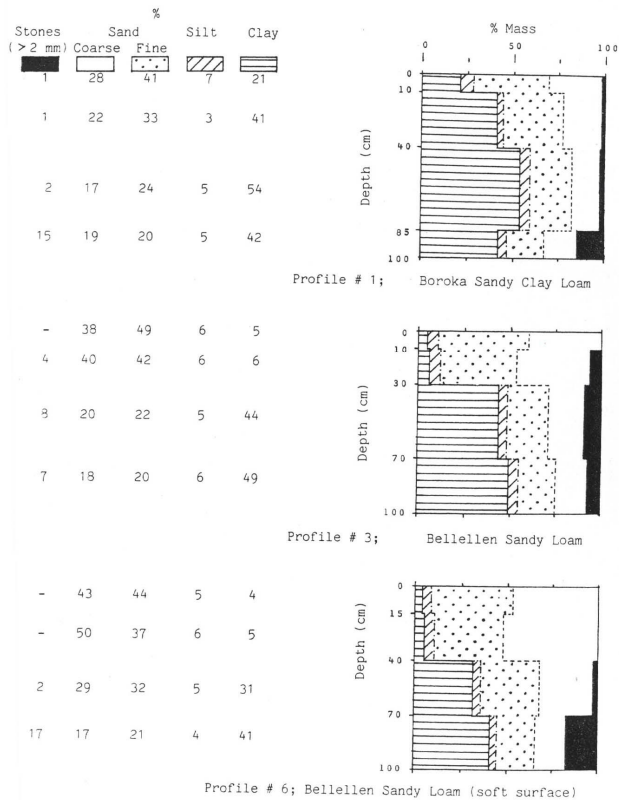 %
Stones Sand Silt Clay
(>2 mm) Coarse Fine
1 28 41 7 21
1 22 33 3 41
2 17 24 5 54
15 19 20 5 42
% Mass
0 50 100
Depth (cm)
0
10
40
85
100
Profile # 1; Boroka Sandy Clay Loam
- 38 49 6 5
4 40 42 6 6
8 20 22 5 44
7 18 20 6 49
Depth (cm)
0
10
30
70
100
Profile # 3; Bellellen Sandy Loam
- 43 44 5 4
- 50 37 6 5
2 29 32 5 31
17 17 21 4 41
Depth (cm)
0
15
40
70
100
Profile # 6; Bellellen Sandy Loam (soft surface)